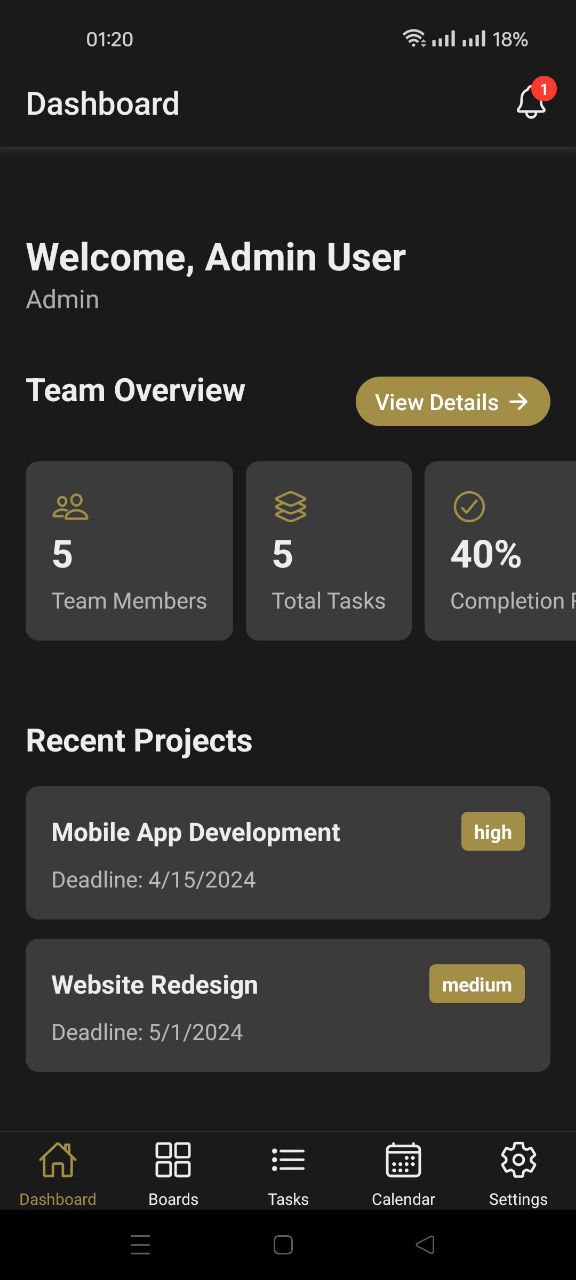 01:20
18%
Dashboard
1
Welcome, Admin User
Admin
Team Overview
View Details →
5
Team Members
5
Total Tasks
40%
Completion
Recent Projects
Mobile App Development
high
Deadline: 4/15/2024
Website Redesign
medium
Deadline: 5/1/2024
Dashboard
Boards
Tasks
Calendar
Settings